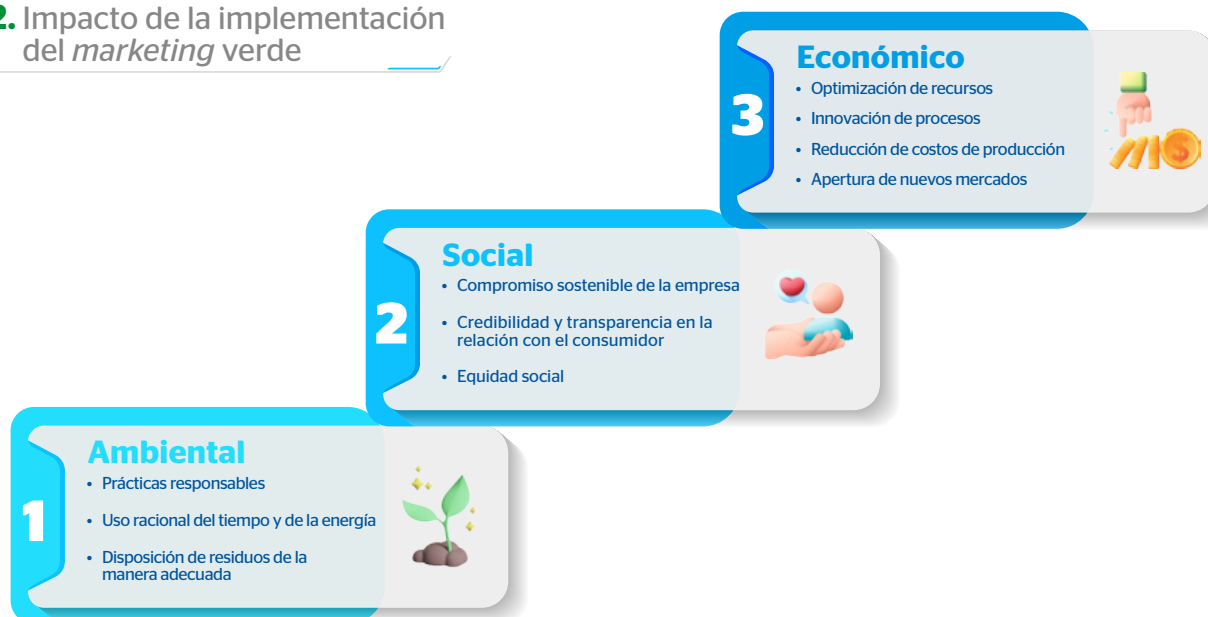 2. Impacto de la implementación
del marketing verde
3
Económico
• Optimización de recursos
• Innovación de procesos
• Reducción de costos de producción
• Apertura de nuevos mercados
2
Social
• Compromiso sostenible de la empresa
• Credibilidad y transparencia en la
relación con el consumidor
• Equidad social
1
Ambiental
• Prácticas responsables
• Uso racional del tiempo y de la energía
• Disposición de residuos de la
manera adecuada